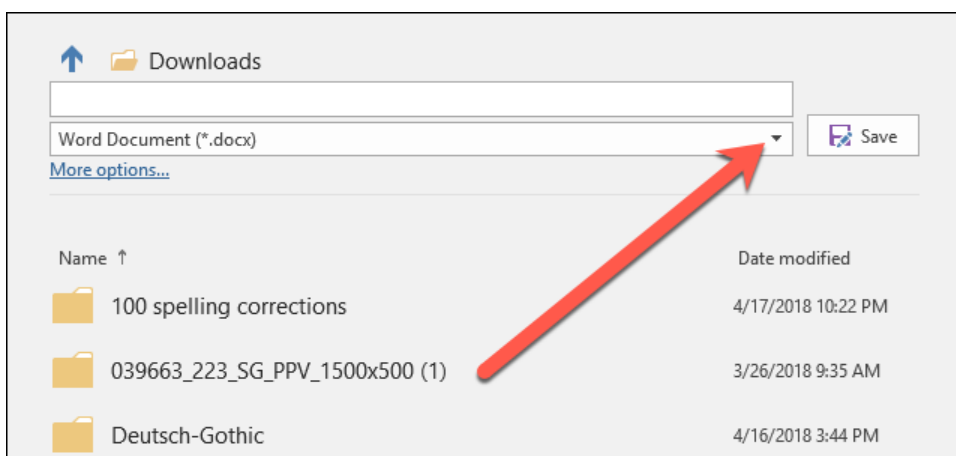 Downloads
Word Document (*.docx)
Save
More options...
Name ↑ Date modified
100 spelling corrections 4/17/2018 10:22 PM
039663_223_SG_PPV_1500x500 (1) 3/26/2018 9:35 AM
Deutsch-Gothic 4/16/2018 3:44 PM